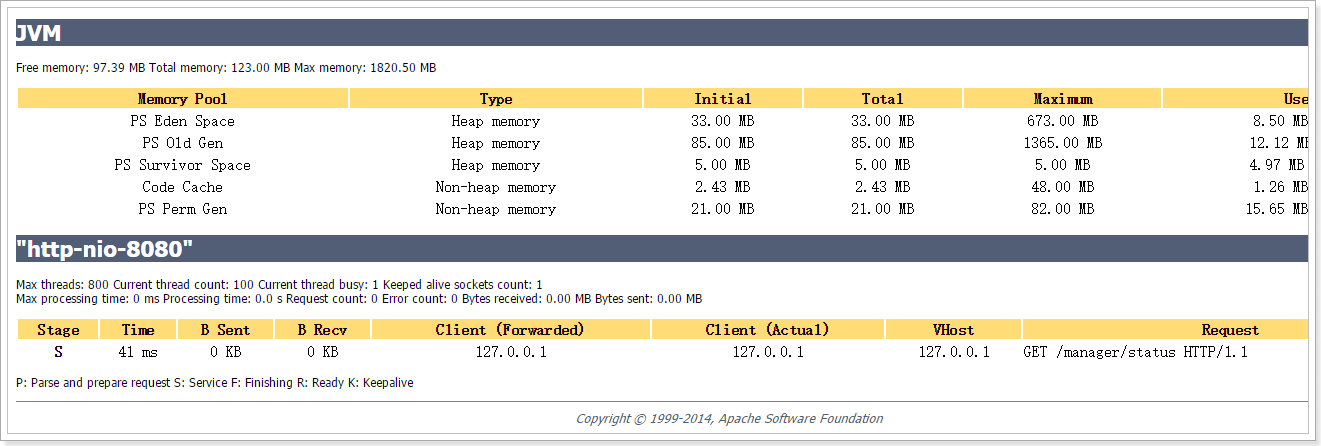 JVM
Free memory: 97.39 MB Total memory: 123.00 MB Max memory: 1820.50 MB
Memory Pool Type Initial Total Maximum Use
PS Eden Space Heap memory 33.00 MB 33.00 MB 673.00 MB 8.50 MB
PS Old Gen Heap memory 85.00 MB 85.00 MB 1365.00 MB 12.12 MB
PS Survivor Space Heap memory 5.00 MB 5.00 MB 5.00 MB 4.97 MB
Code Cache Non-heap memory 2.43 MB 2.43 MB 48.00 MB 1.26 MB
PS Perm Gen Non-heap memory 21.00 MB 21.00 MB 82.00 MB 15.65 MB
"http-nio-8080"
Max threads: 800 Current thread count: 100 Current thread busy: 1 Keeped alive sockets count: 1
Max processing time: 0 ms Processing time: 0.0 s Request count: 0 Error count: 0 Bytes received: 0.00 MB Bytes sent: 0.00 MB
Stage Time B Sent B Recv Client (Forwarded) Client (Actual) VHost Request
S 41 ms 0 KB 0 KB 127.0.0.1 127.0.0.1 127.0.0.1 GET /manager/status HTTP/1.1
P: Parse and prepare request S: Service F: Finishing R: Ready K: Keepalive
Copyright © 1999-2014, Apache Software Foundation